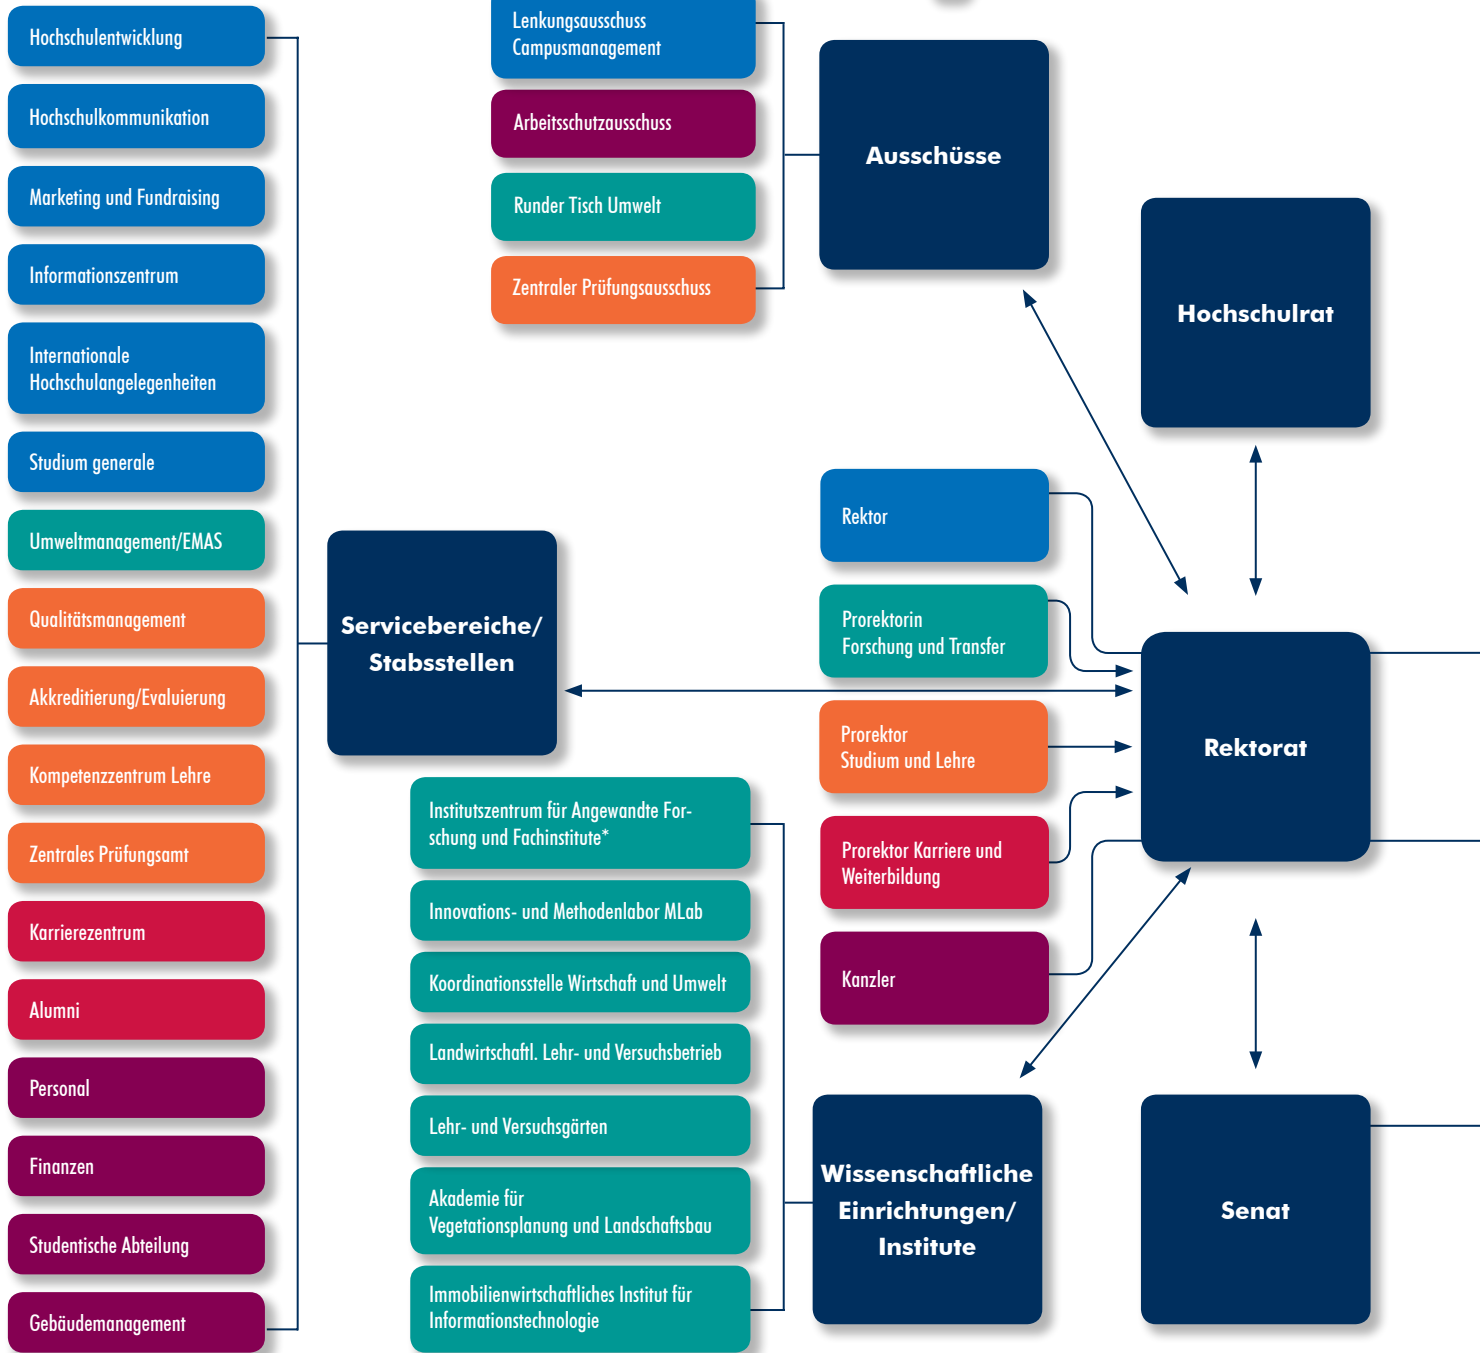 Hochschulentwicklung
Hochschulkommunikation
Marketing und Fundraising
Informationszentrum
Internationale
Hochschulangelegenheiten
Studium generale
Umweltmanagement/EMAS
Qualitätsmanagement
Akkreditierung/Evaluierung
Kompetenzzentrum Lehre
Zentrales Prüfungsamt
Karrierezentrum
Alumni
Personal
Finanzen
Studentische Abteilung
Gebäudemanagement
Servicebereiche/
Stabsstellen
Lenkungsausschuss
Campusmanagement
Arbeitsschutzausschuss
Runder Tisch Umwelt
Zentraler Prüfungsausschuss
Ausschüsse
Hochschulrat
Rektor
Prorektorin
Forschung und Transfer
Prorektor
Studium und Lehre
Prorektor Karriere und
Weiterbildung
Kanzler
Rektorat
Institutszentrum für Angewandte For-
schung und Fachinstitute*
Innovations- und Methodenlabor MLab
Koordinationsstelle Wirtschaft und Umwelt
Landwirtschaftl. Lehr- und Versuchsbetrieb
Lehr- und Versuchsgärten
Akademie für
Vegetationsplanung und Landschaftsbau
Immobilienwirtschaftliches Institut für
Informationstechnologie
Wissenschaftliche
Einrichtungen/
Institute
Senat